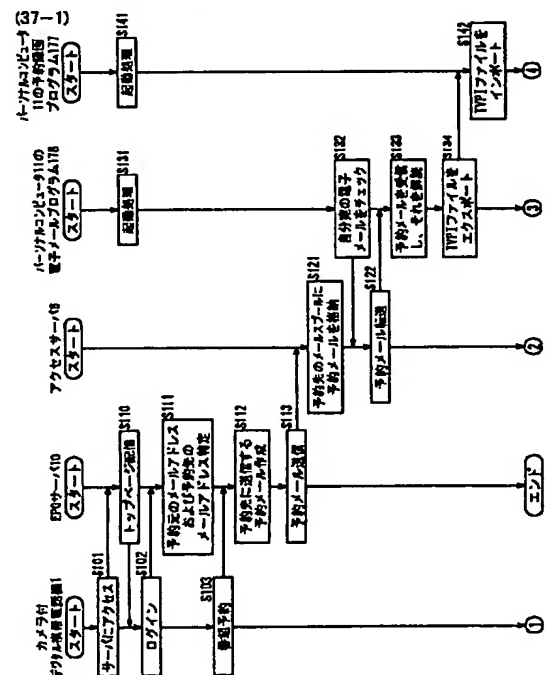 (37-1)
カメラ付
デジタル携帯電話機1
スタート
サーバにアクセス
S101
ログイン
S102
番組予約
S103
①
EPGサーバ10
スタート
トップページ配信
S110
予約元のメールアドレス
および予約先の
メールアドレス特定
S111
予約先に送信する
予約メール作成
S112
予約メール送信
S113
エンド
アクセスサーバ8
スタート
予約先のメールスプールに
予約メールを格納
S121
予約メール転送
S122
②
パーソナルコンピュータ11の
電子メールプログラム178
スタート
起動処理
S131
自分宛の電子
メールをチェック
S132
予約メールを受信
し、それを解読
S133
TVPIファイルを
エクスポート
S134
③
パーソナルコンピュータ
11の予約録画
プログラム177
スタート
起動処理
S141
TVPIファイルを
インポート
S142
④